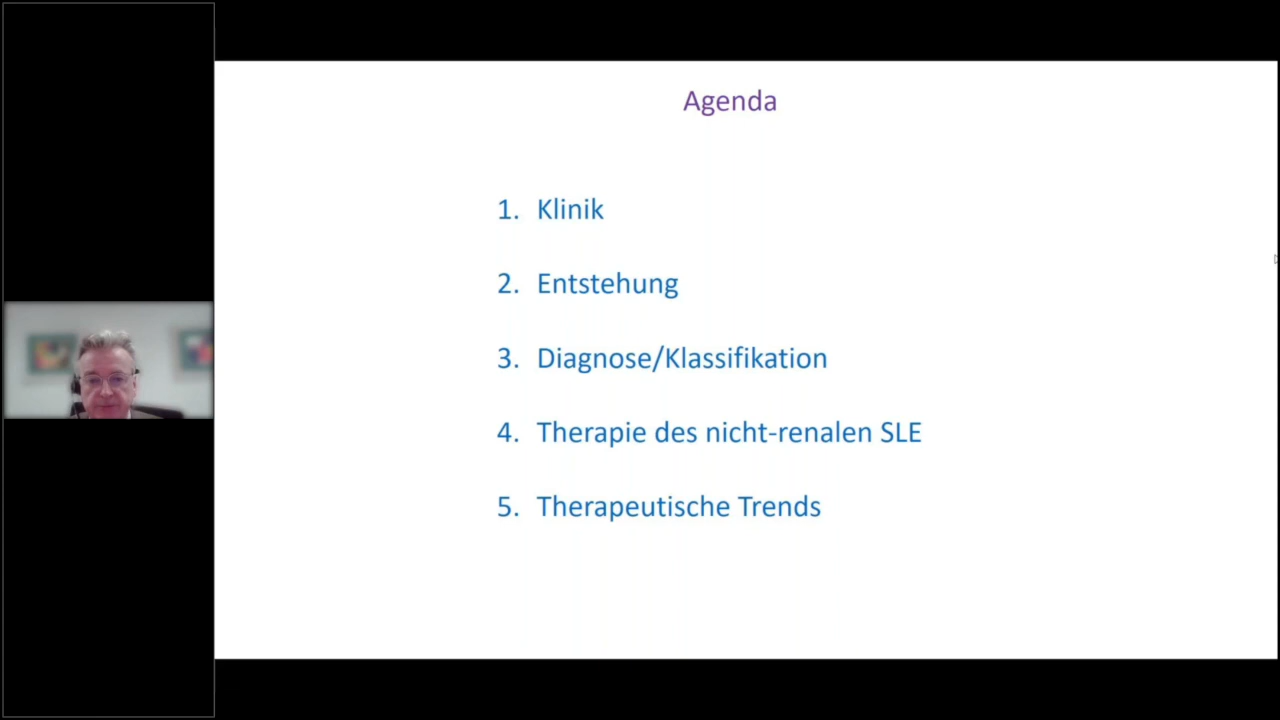 Agenda
1. Klinik
2. Entstehung
3. Diagnose/Klassifikation
4. Therapie des nicht-renalen SLE
5. Therapeutische Trends